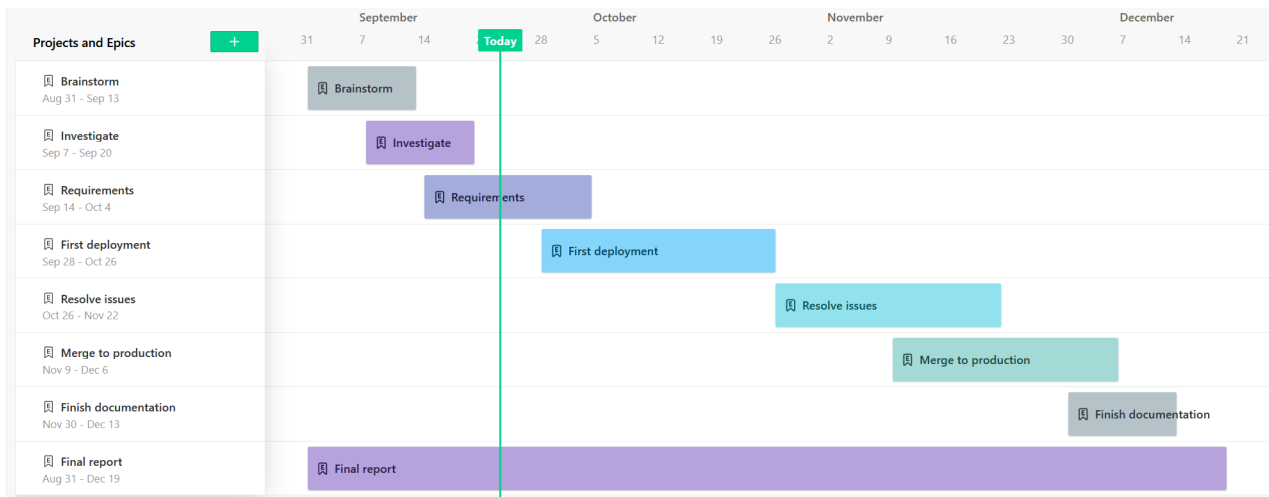 September October November December
Projects and Epics + 31 7 14 Today 28 5 12 19 26 2 9 16 23 30 7 14 21
Brainstorm
Aug 31 - Sep 13
Brainstorm
Investigate
Sep 7 - Sep 20
Investigate
Requirements
Sep 14 - Oct 4
Requirements
First deployment
Sep 28 - Oct 26
First deployment
Resolve issues
Oct 26 - Nov 22
Resolve issues
Merge to production
Nov 9 - Dec 6
Merge to production
Finish documentation
Nov 30 - Dec 13
Finish documentation
Final report
Aug 31 - Dec 19
Final report